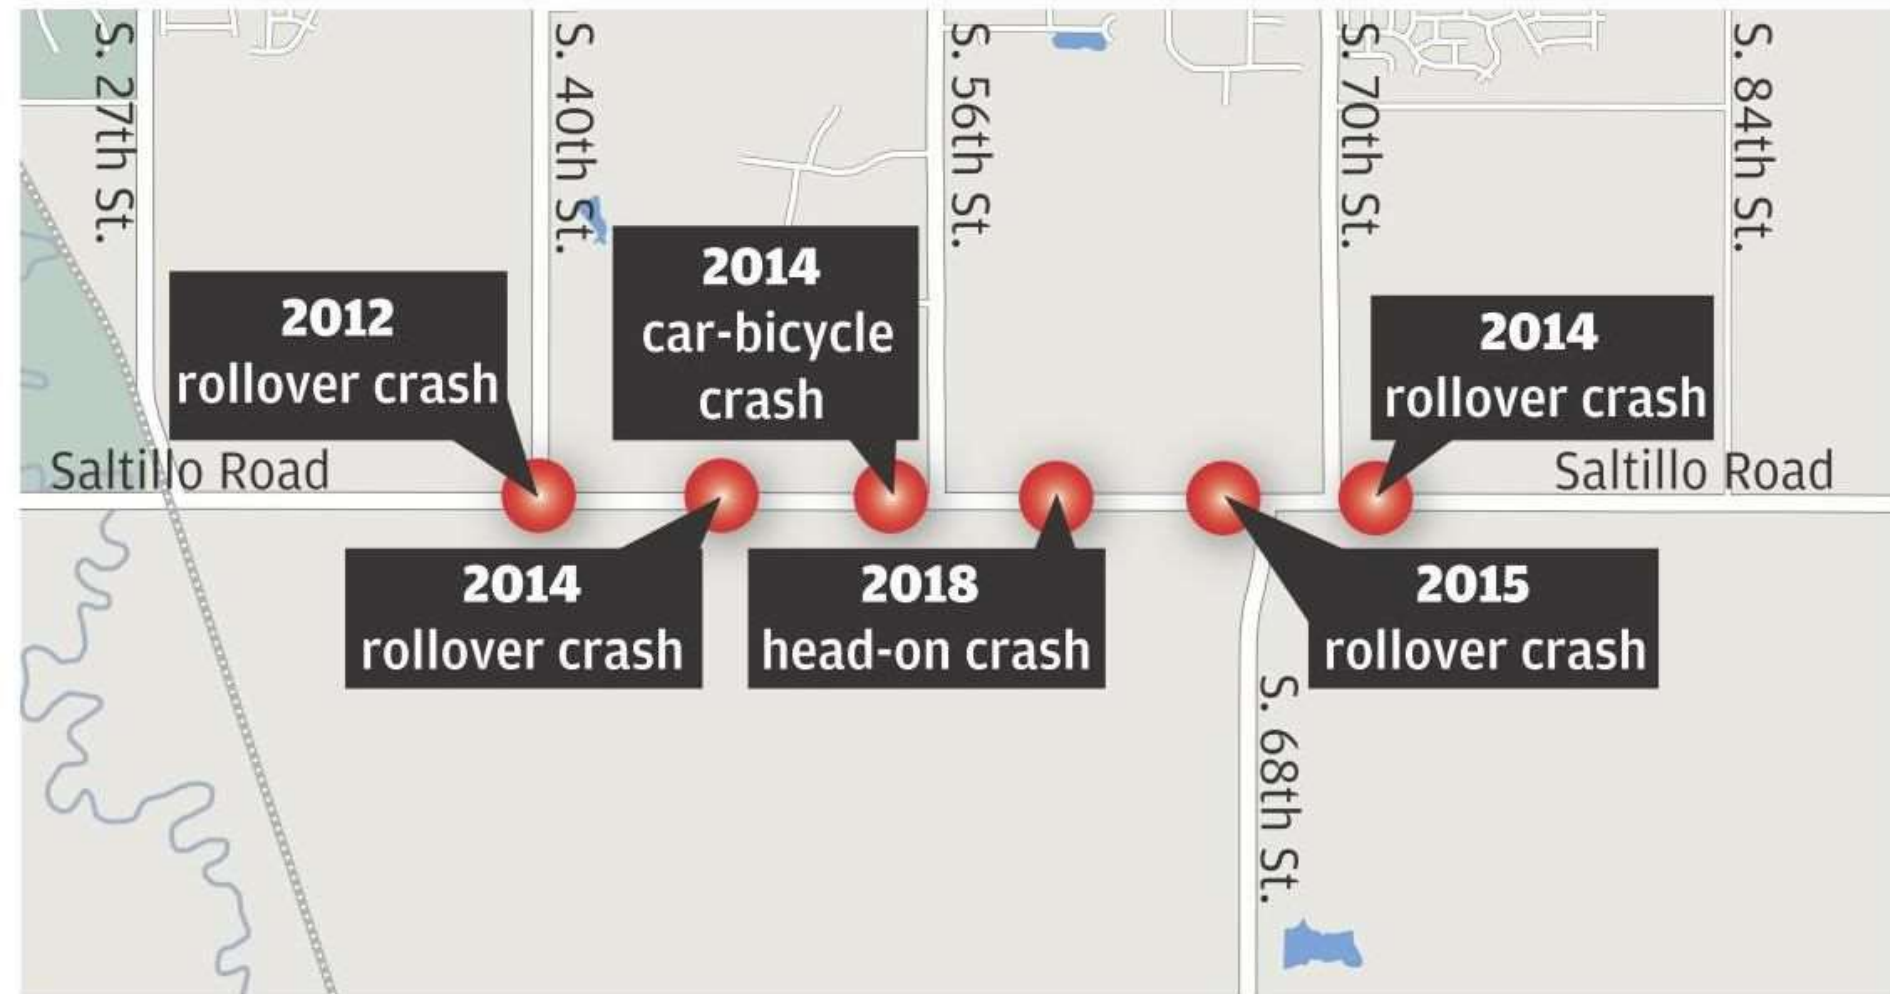 S. 27th St.
S. 40th St.
S. 56th St.
S. 70th St.
S. 84th St.
2012
rollover crash
2014
car-bicycle
crash
2014
rollover crash
Saltillo Road
Saltillo Road
2014
rollover crash
2018
head-on crash
2015
rollover crash
S. 68th St.